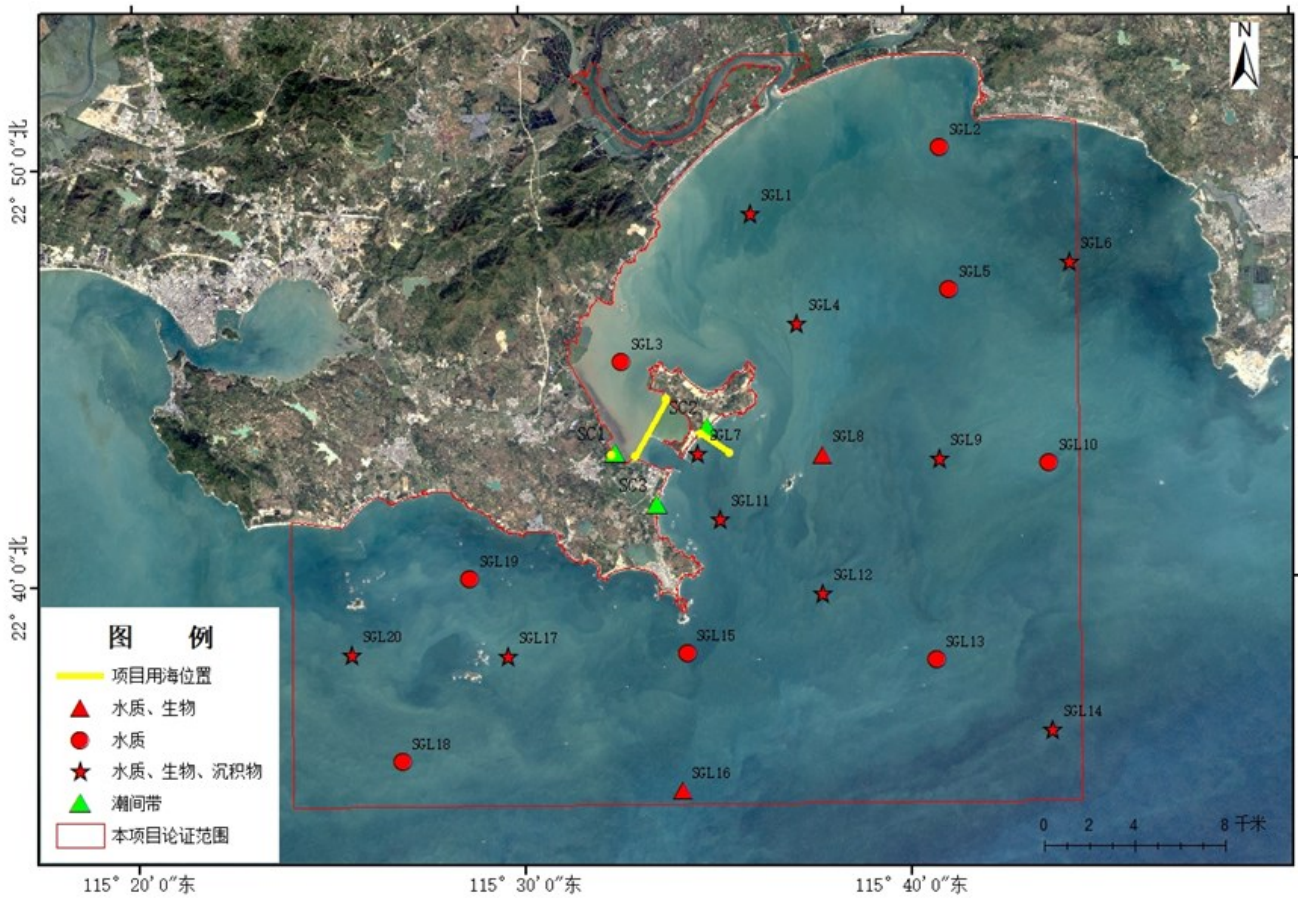 N
SGL2
22° 50′0″北
SGL1
SGL6
SGL5
SGL4
SGL3
SC2
SC1
SGL7
SGL8
SGL9
SGL10
SC3
SGL11
SGL19
SGL12
22° 40′0″北
图 例
项目用海位置
水质、生物
水质
水质、生物、沉积物
潮间带
本项目论证范围
SGL20
SGL17
SGL15
SGL13
SGL14
SGL18
SGL16
0 2 4 8 千米
115° 20′0″东
115° 30′0″东
115° 40′0″东